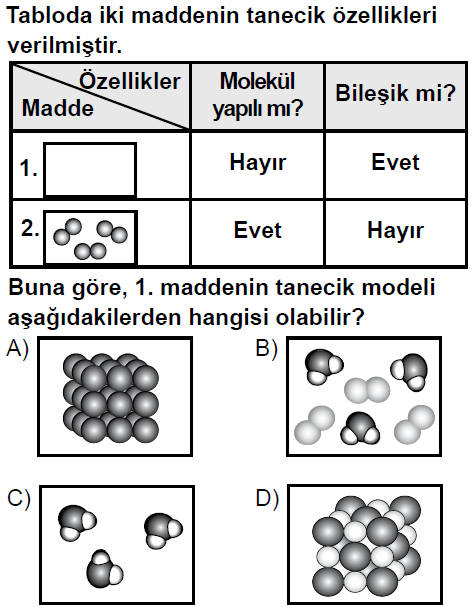 Tabloda iki maddenin tanecik özellikleri
verilmiştir.
Özellikler
Madde
Molekül
yapılı mı?
Bileşik mi?
1.
Hayır
Evet
2.
Evet
Hayır
Buna göre, 1. maddenin tanecik modeli
aşağıdakilerden hangisi olabilir?
A)
B)
C)
D)